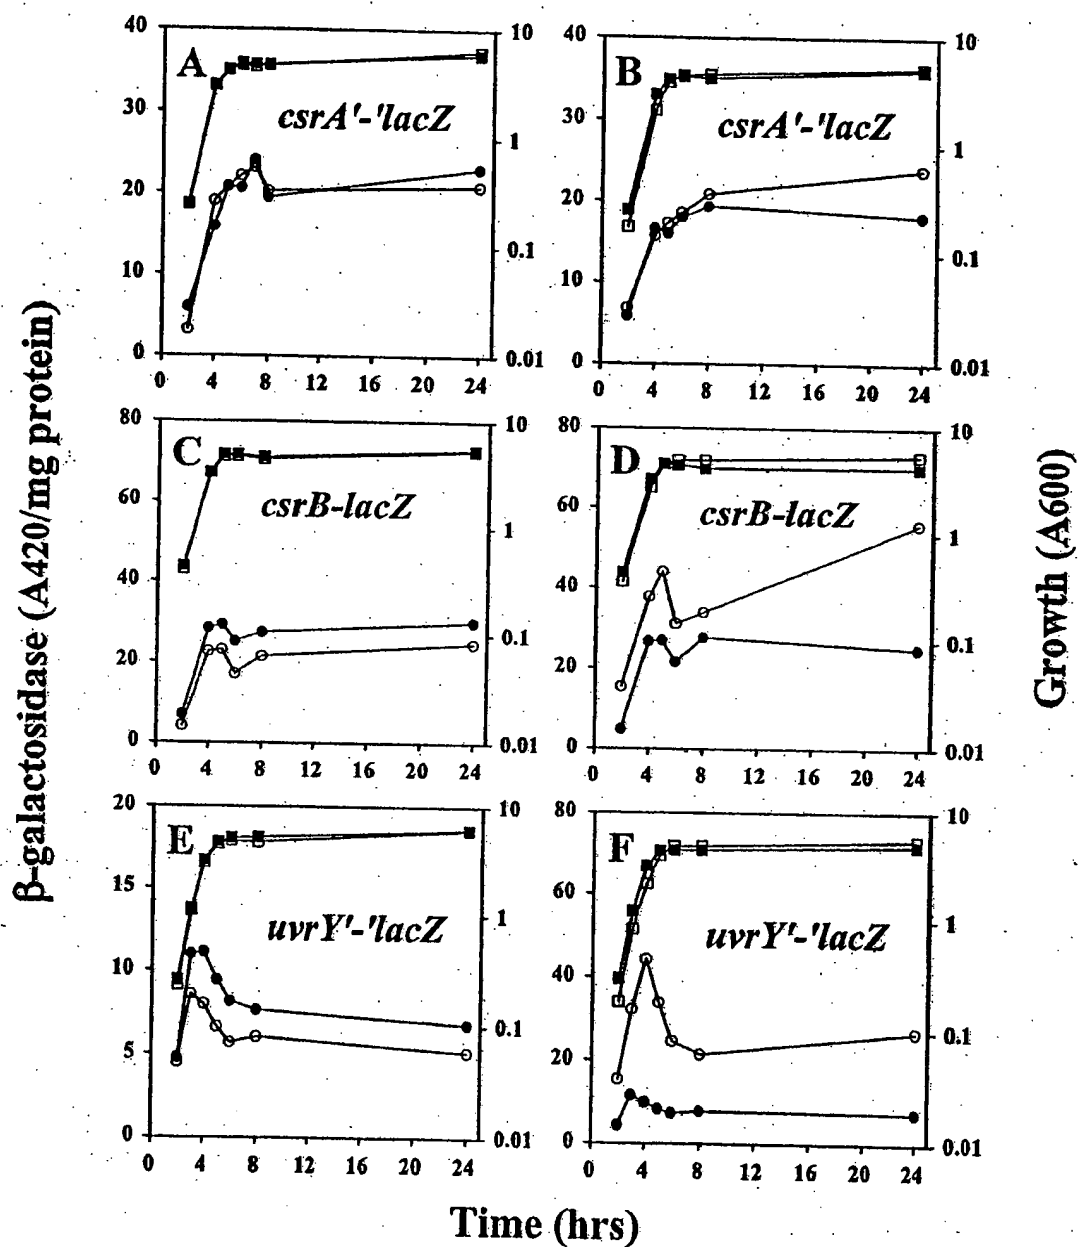 β-galactosidase (A420/mg protein)
Growth (A600)
A
csrA'-'lacZ
40
30
20
10
0
10
1
0.1
0.01
0 4 8 12 16 20 24
B
csrA'-'lacZ
40
30
20
10
0
10
1
0.1
0.01
0 4 8 12 16 20 24
C
csrB-lacZ
80
60
40
20
0
10
1
0.1
0.01
0 4 8 12 16 20 24
D
csrB-lacZ
80
60
40
20
0
10
1
0.1
0.01
0 4 8 12 16 20 24
E
uvrY'-'lacZ
20
15
10
5
0
10
1
0.1
0.01
0 4 8 12 16 20 24
F
uvrY'-'lacZ
80
60
40
20
0
10
1
0.1
0.01
0 4 8 12 16 20 24
Time (hrs)